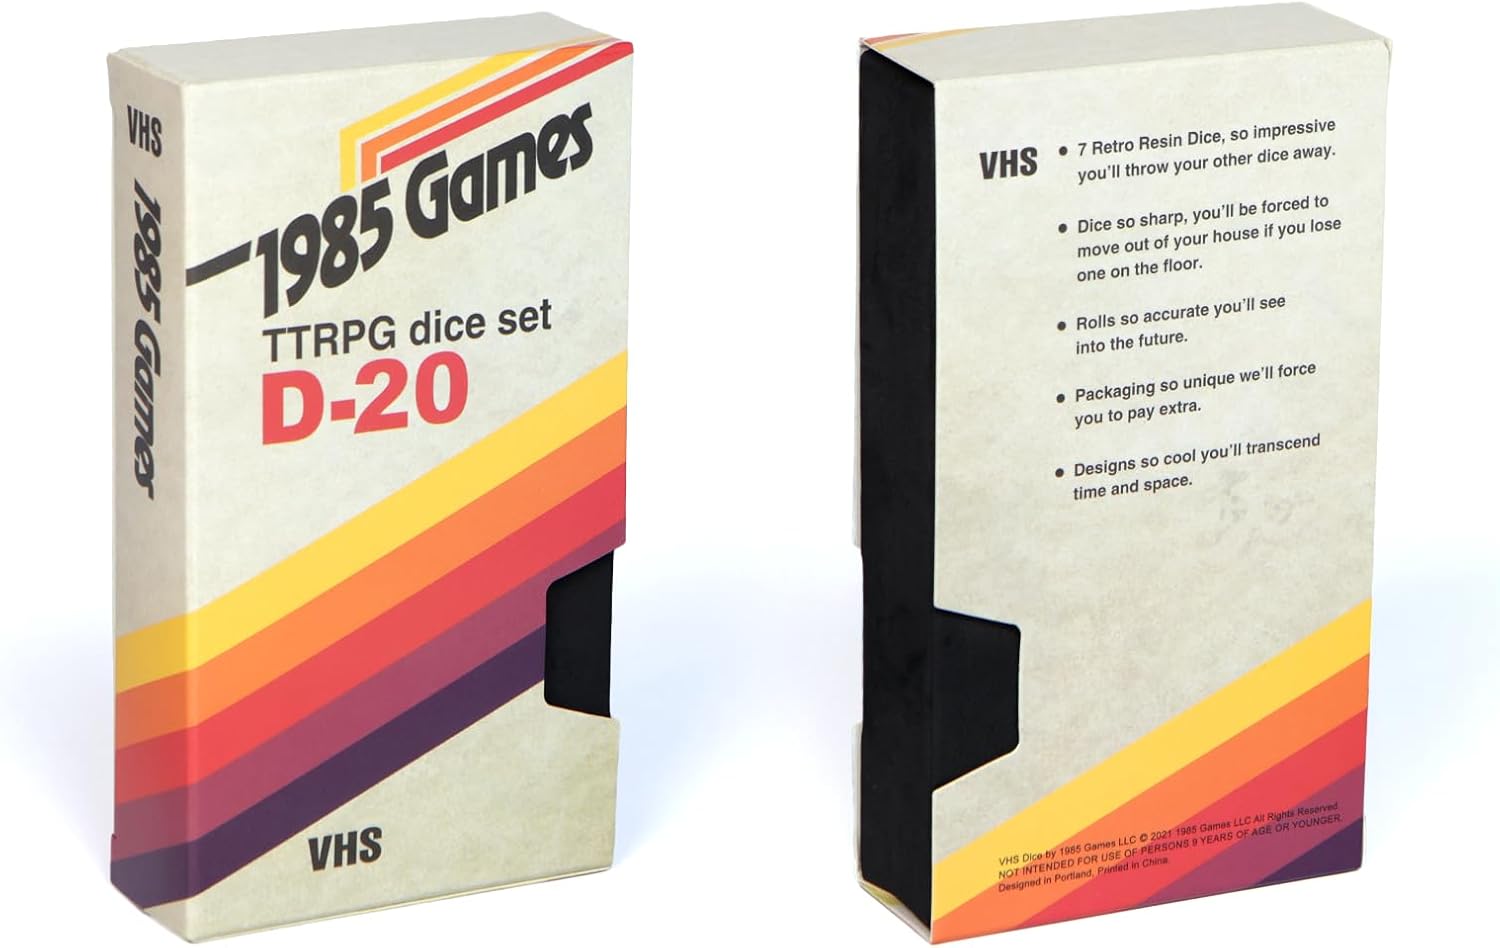 VHS
1985 Games
1985 Games
TTRPG dice set
D-20
VHS
VHS
• 7 Retro Resin Dice, so impressive
you'll throw your other dice away.
• Dice so sharp, you'll be forced to
move out of your house if you lose
one on the floor.
• Rolls so accurate you'll see
into the future.
• Packaging so unique we'll force
you to pay extra.
• Designs so cool you'll transcend
time and space.
VHS Dice by 1985 Games LLC © 2021 1985 Games LLC All Rights Reserved.
NOT INTENDED FOR USE OF PERSONS 9 YEARS OF AGE OR YOUNGER.
Designed in Portland, Printed in China.